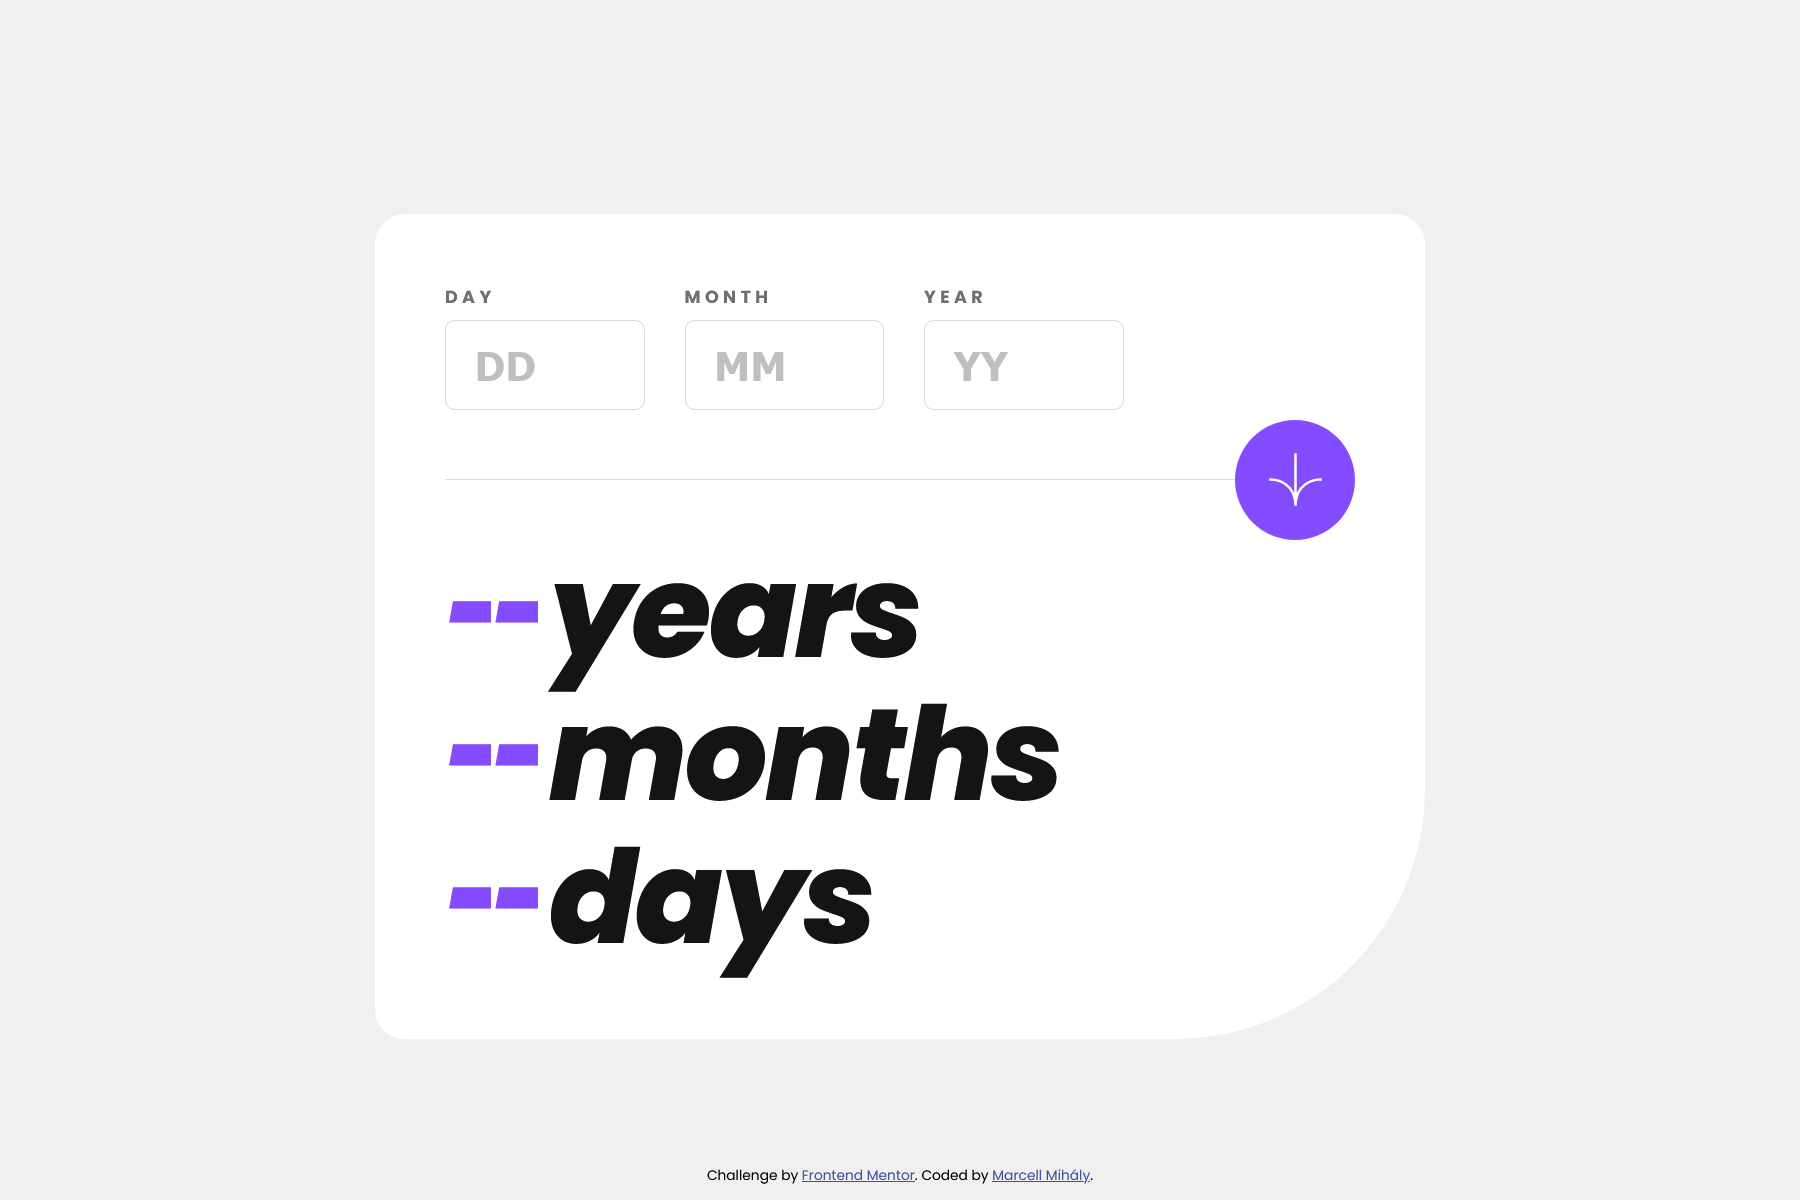 DAY MONTH YEAR
DD MM YY
--years
--months
--days
Challenge by Frontend Mentor. Coded by Marcell Mihály.